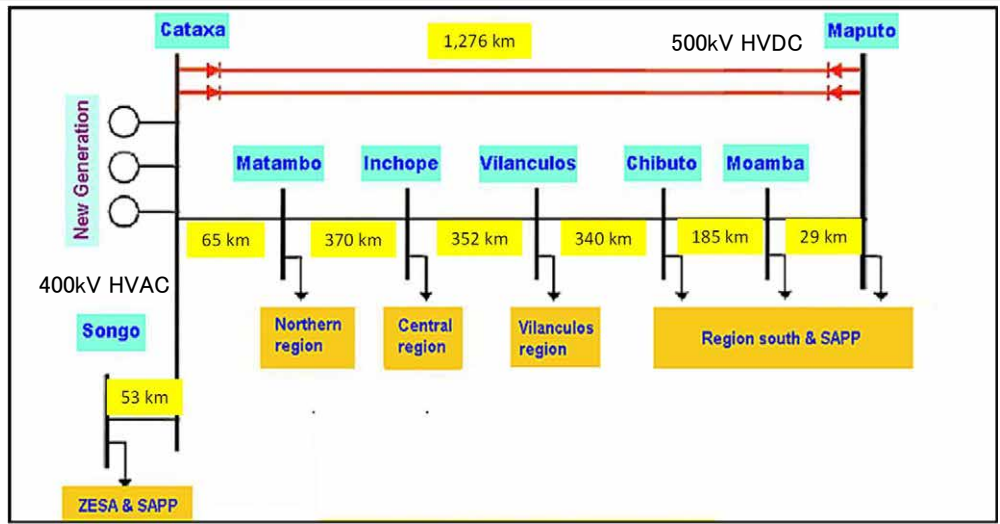 Cataxa
1,276 km
500kV HVDC
Maputo
New Generation
Matambo
Inchope
Vilanculos
Chibuto
Moamba
65 km
370 km
352 km
340 km
185 km
29 km
400kV HVAC
Songo
Northern
region
Central
region
Vilanculos
region
Region south & SAPP
53 km
ZESA & SAPP